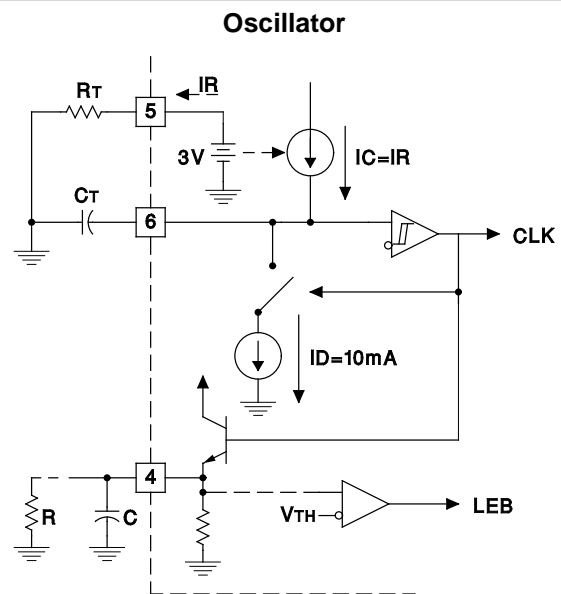 Oscillator
RT
5
IR
3V
IC=IR
CT
6
CLK
ID=10mA
4
R
C
VTH
LEB